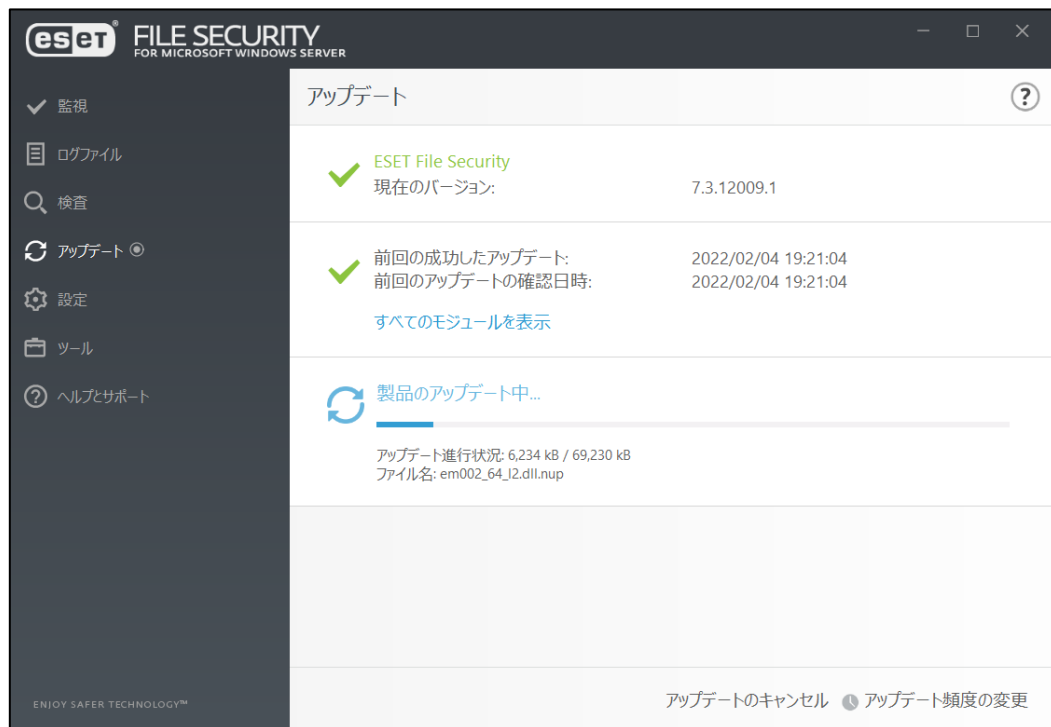 eset® FILE SECURITY
FOR MICROSOFT WINDOWS SERVER
監視
ログファイル
検査
アップデート
設定
ツール
ヘルプとサポート
ENJOY SAFER TECHNOLOGY™
アップデート
?
ESET File Security
現在のバージョン: 7.3.12009.1
前回の成功したアップデート: 2022/02/04 19:21:04
前回のアップデートの確認日時: 2022/02/04 19:21:04
すべてのモジュールを表示
製品のアップデート中...
アップデート進行状況: 6,234 kB / 69,230 kB
ファイル名: em002_64_l2.dll.nup
アップデートのキャンセル アップデート頻度の変更